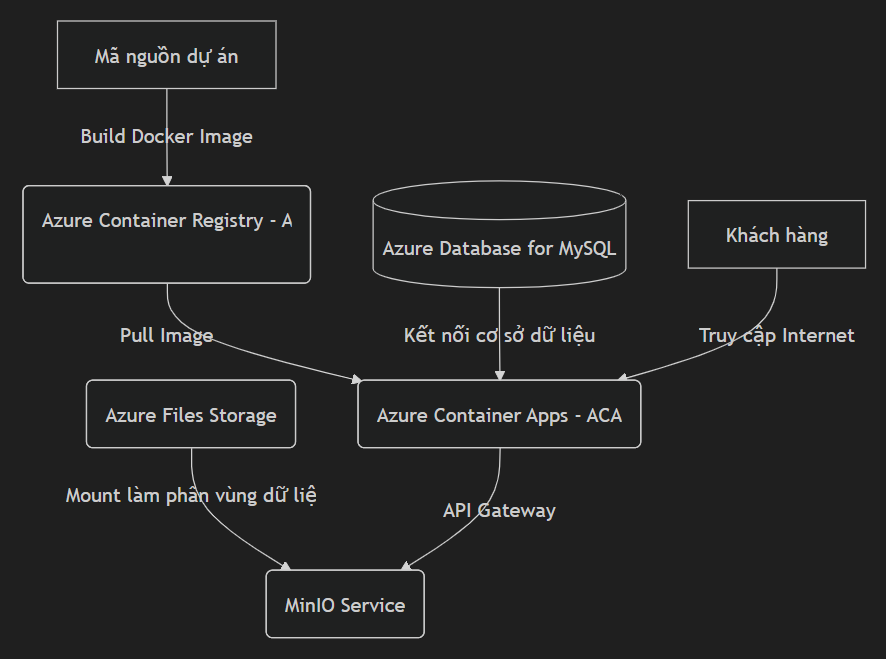 Mã nguồn dự án
Build Docker Image
Azure Container Registry - A
Azure Database for MySQL
Khách hàng
Pull Image
Kết nối cơ sở dữ liệu
Truy cập Internet
Azure Files Storage
Azure Container Apps - ACA
Mount làm phân vùng dữ liệ
API Gateway
MinIO Service